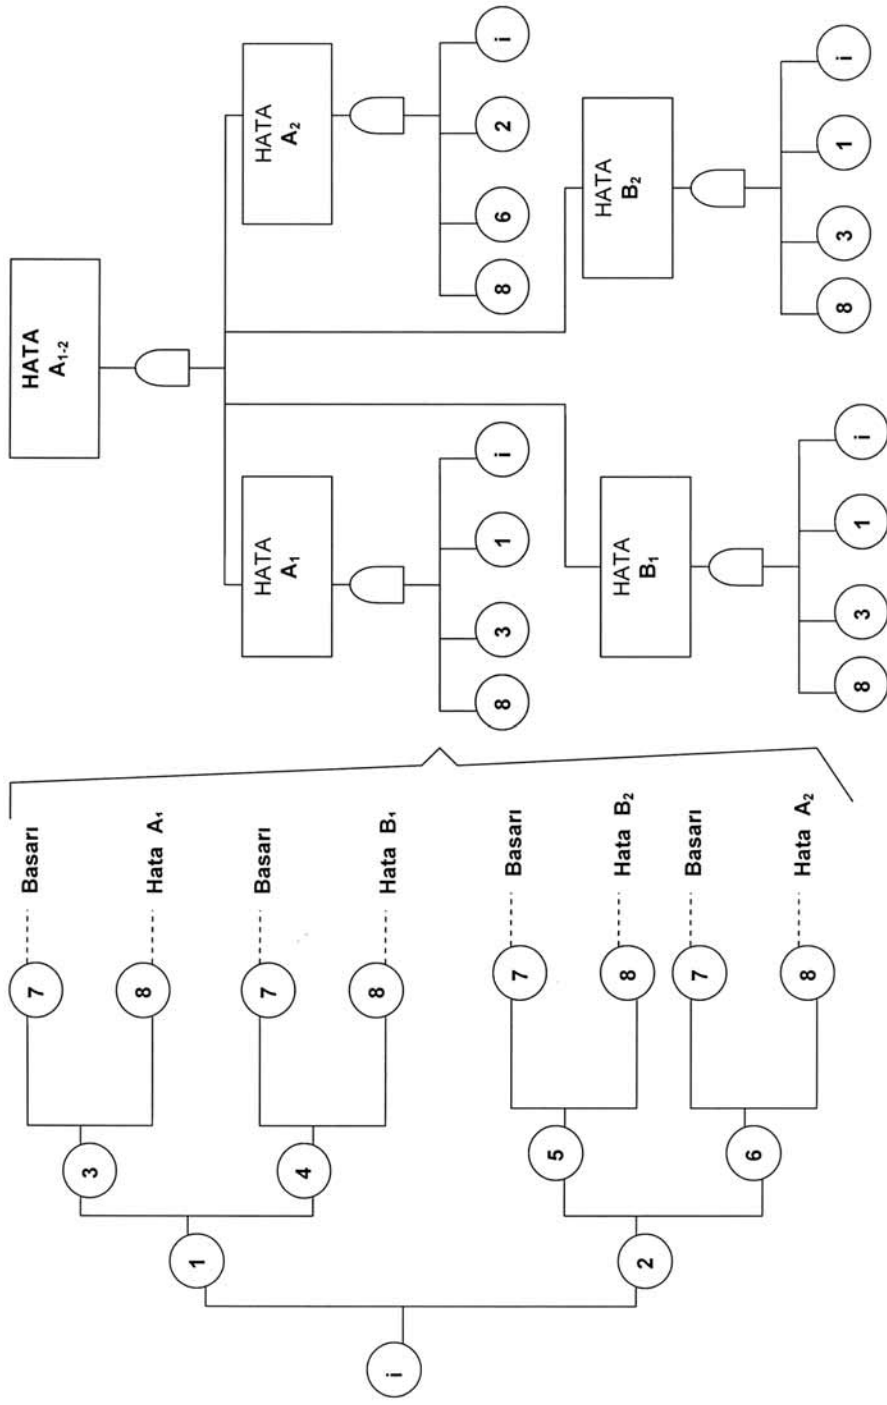 7 Basarı
3
8 Hata A₁
1
7 Basarı
4
8 Hata B₁
i
7 Basarı
5
8 Hata B₂
2
7 Basarı
6
8 Hata A₂
HATA
A₁₋₂
HATA
A₁
8 3 1 i
HATA
A₂
8 6 2 i
HATA
B₁
8 3 1 i
HATA
B₂
8 3 1 i